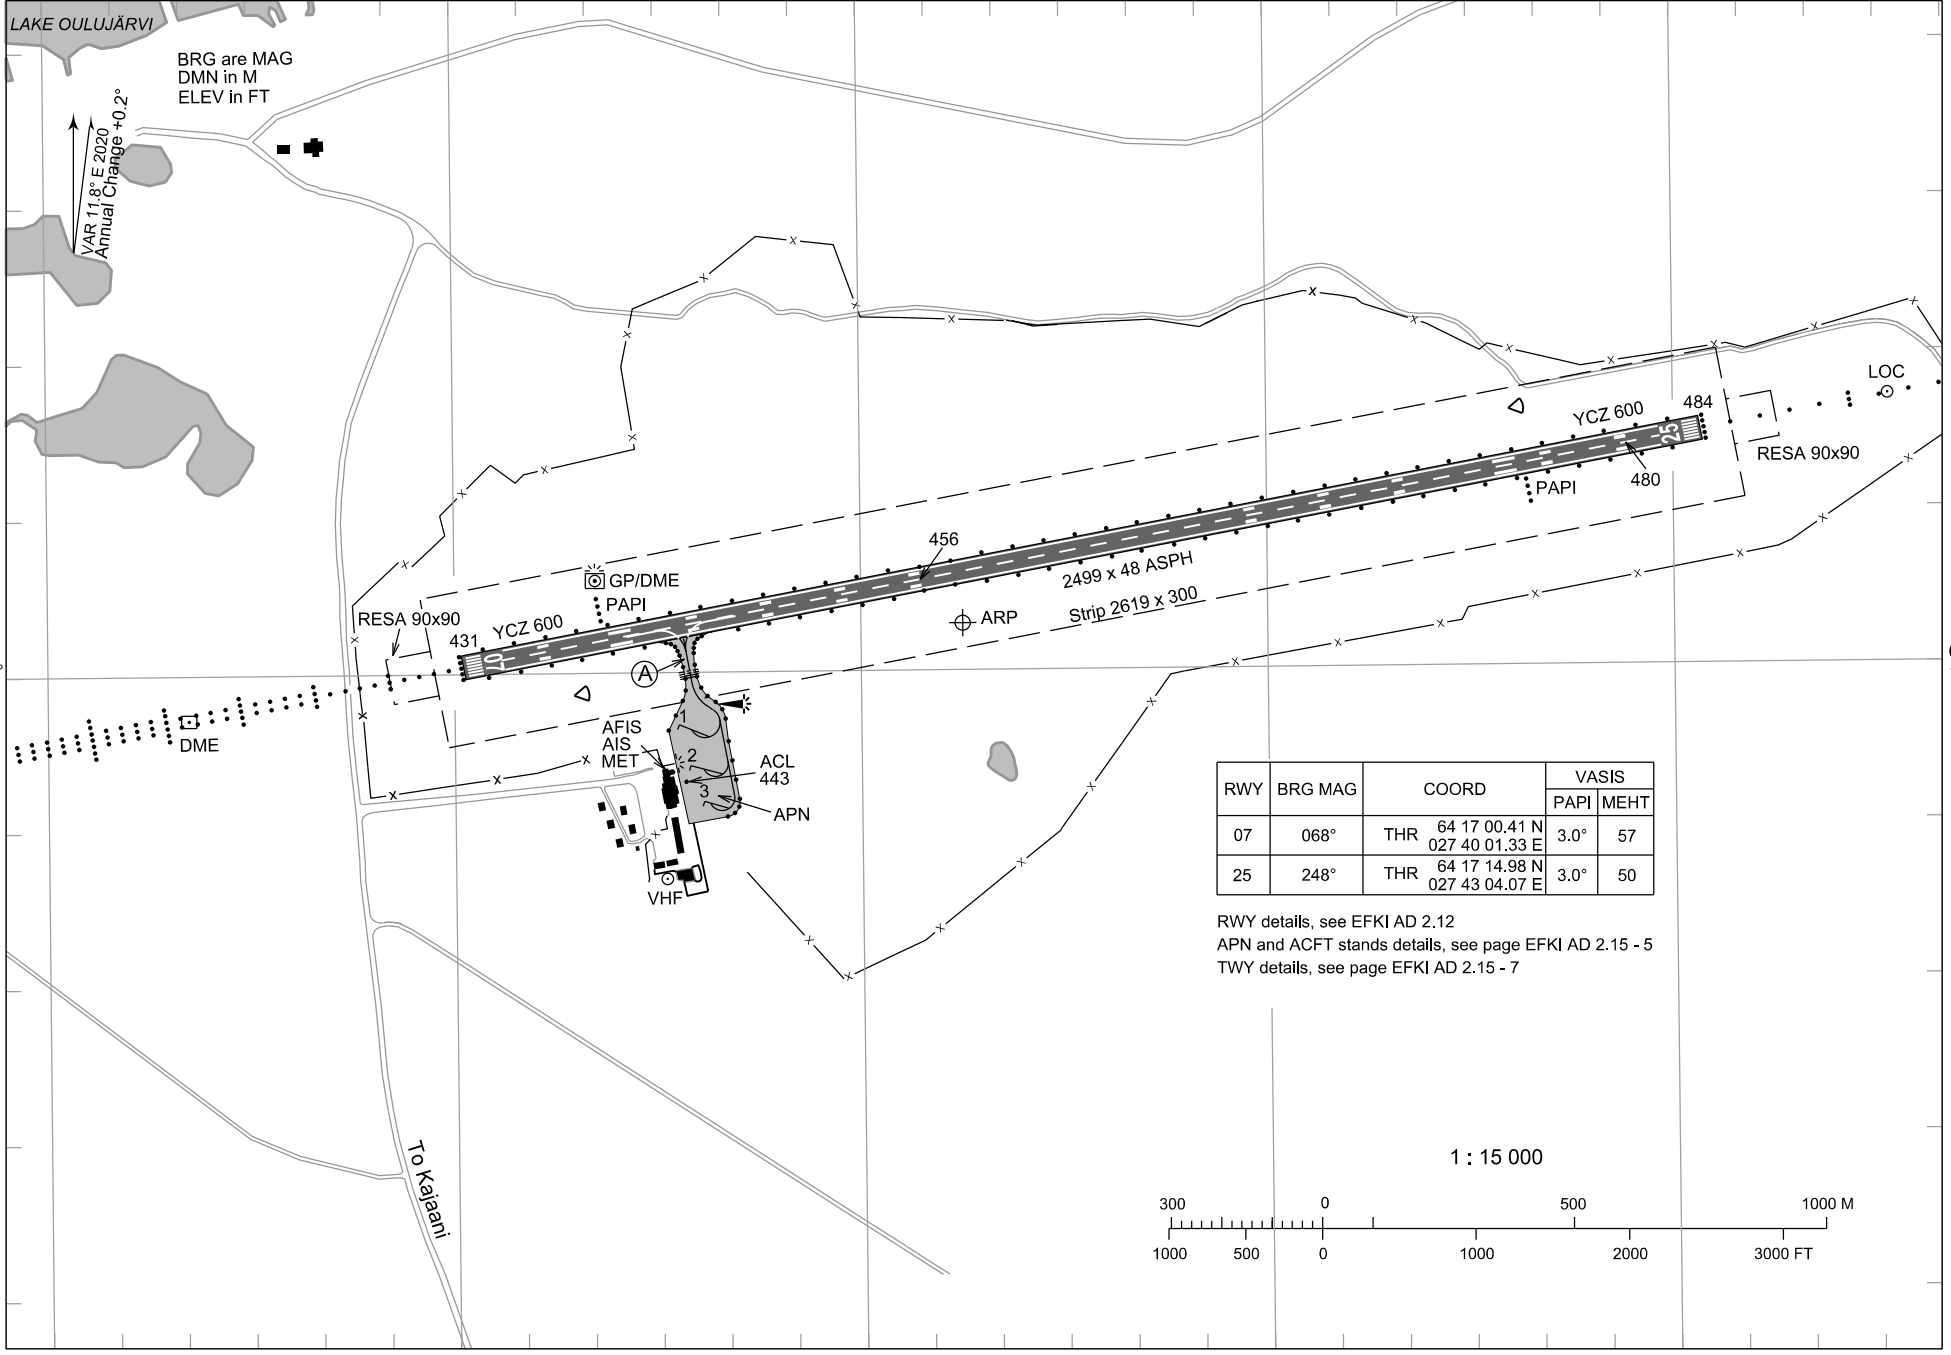 LAKE OULUJÄRVI
BRG are MAG
DMN in M
ELEV in FT
VAR 11.8° E 2020
Annual Change +0.2°
LOC
484
YCZ 600
25
RESA 90x90
480
PAPI
456
2499 x 48 ASPH
GP/DME
PAPI
Strip 2619 x 300
ARP
RESA 90x90
YCZ 600
431
07
A
DME
1
AFIS
AIS
MET
2
ACL
443
3
APN
VHF
RWY BRG MAG COORD VASIS
PAPI MEHT
07 068° THR 64 17 00.41 N 3.0° 57
027 40 01.33 E
25 248° THR 64 17 14.98 N 3.0° 50
027 43 04.07 E
RWY details, see EFKI AD 2.12
APN and ACFT stands details, see page EFKI AD 2.15 - 5
TWY details, see page EFKI AD 2.15 - 7
To Kajaani
1 : 15 000
300 0 500 1000 M
1000 500 0 1000 2000 3000 FT